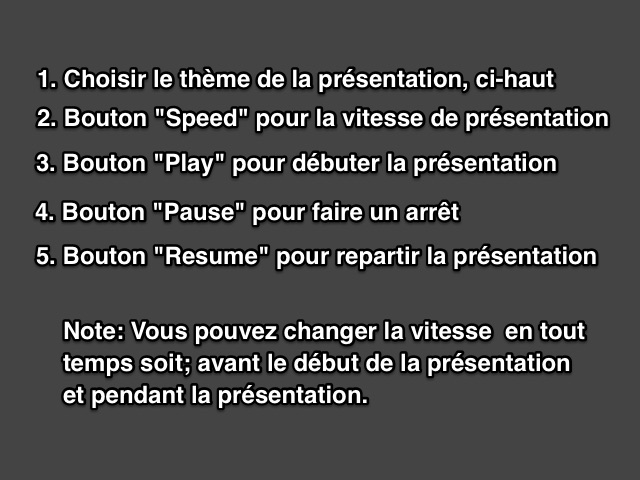 1. Choisir le thème de la présentation, ci-haut
2. Bouton "Speed" pour la vitesse de présentation
3. Bouton "Play" pour débuter la présentation
4. Bouton "Pause" pour faire un arrêt
5. Bouton "Resume" pour repartir la présentation
Note: Vous pouvez changer la vitesse  en tout
temps soit; avant le début de la présentation
et pendant la présentation.